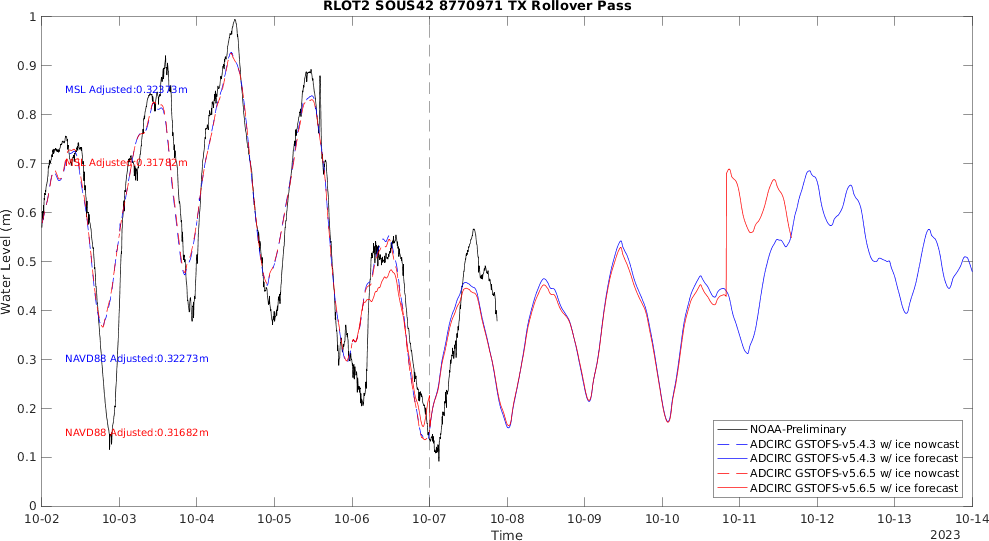 RLOT2 SOUS42 8770971 TX Rollover Pass
1
0.9
0.8
0.7
0.6
0.5
0.4
0.3
0.2
0.1
0
Water Level (m)
MSL Adjusted:0.32373m
MSL Adjusted:0.31782m
NAVD88 Adjusted:0.32273m
NAVD88 Adjusted:0.31682m
NOAA-Preliminary
ADCIRC GSTOFS-v5.4.3 w/ ice nowcast
ADCIRC GSTOFS-v5.4.3 w/ ice forecast
ADCIRC GSTOFS-v5.6.5 w/ ice nowcast
ADCIRC GSTOFS-v5.6.5 w/ ice forecast
10-02 10-03 10-04 10-05 10-06 10-07 10-08 10-09 10-10 10-11 10-12 10-13 10-14
Time
2023